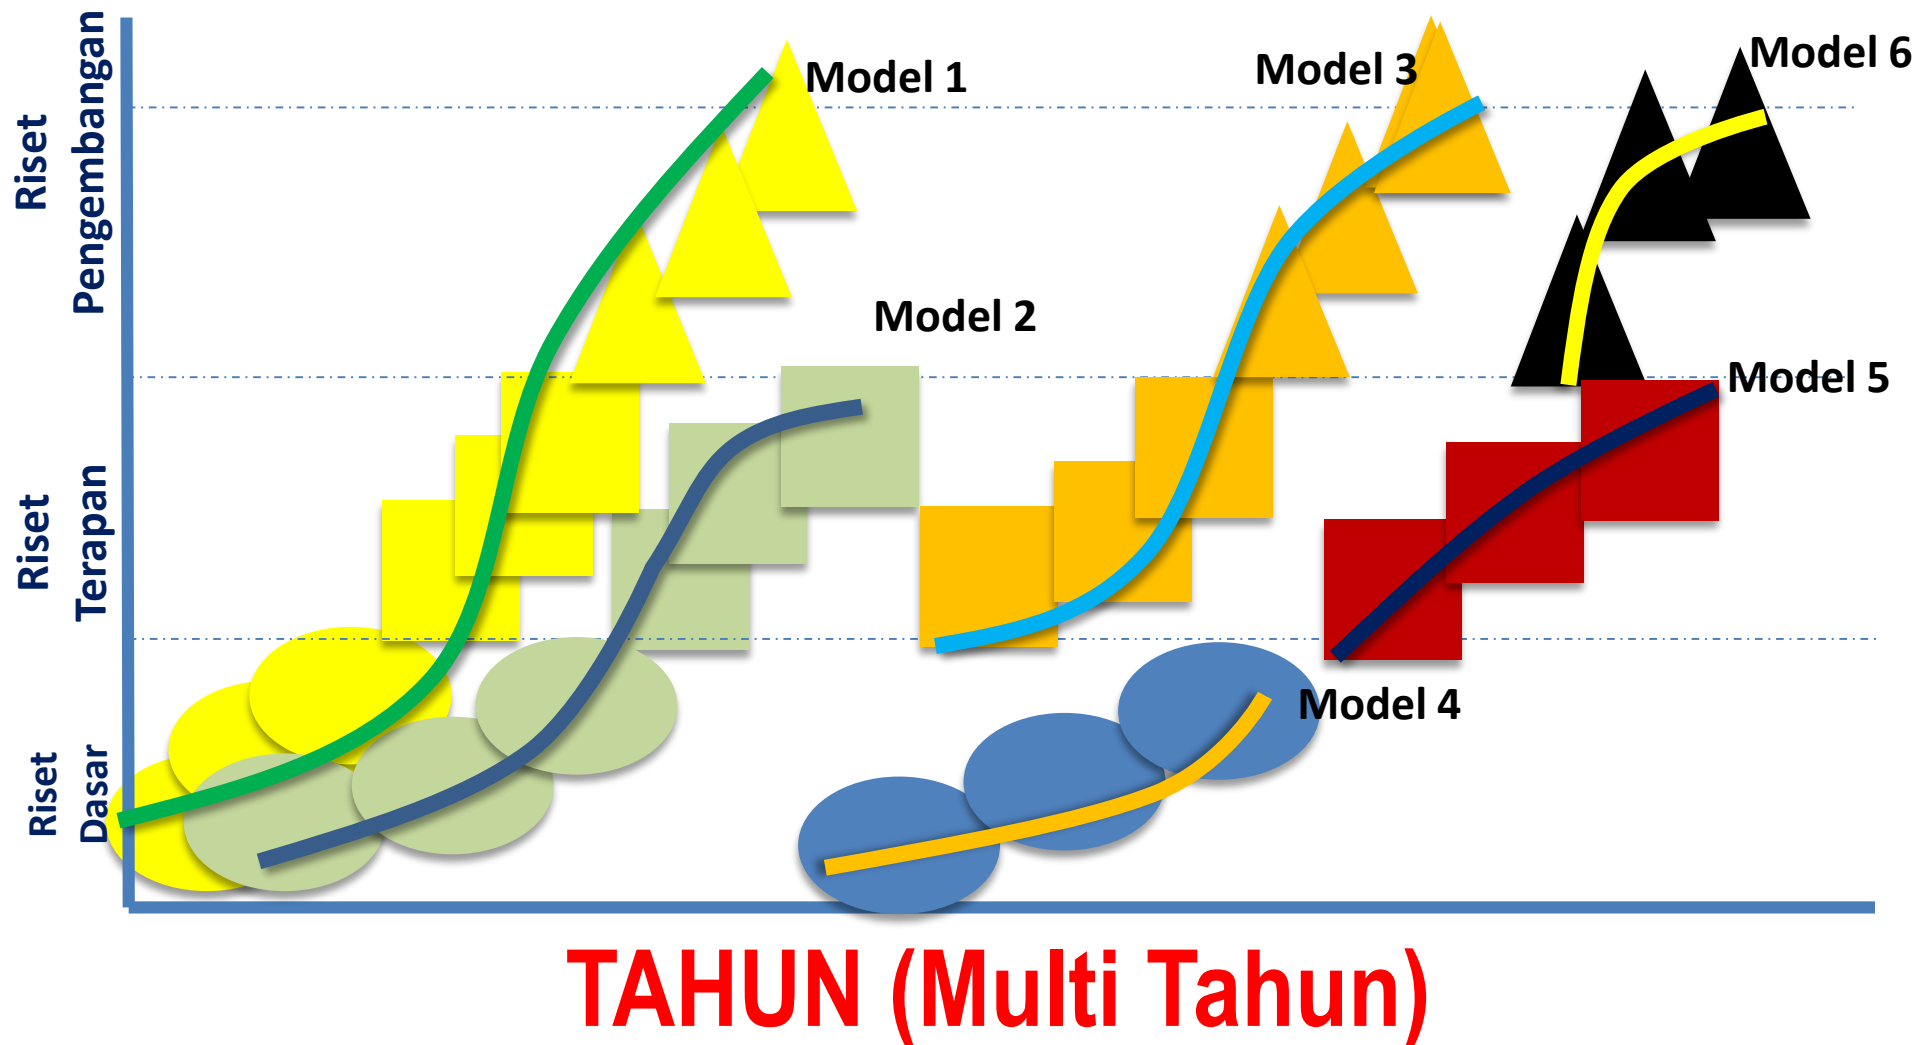 Riset
Pengembangan
Riset
Terapan
Riset
Dasar
Model 1
Model 2
Model 3
Model 4
Model 5
Model 6
TAHUN (Multi Tahun)